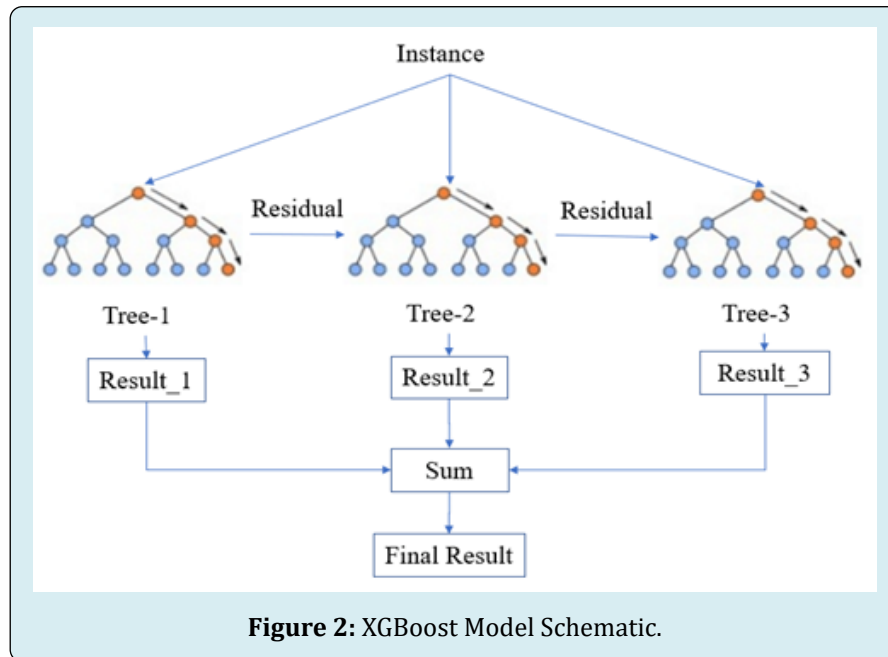 Instance
Residual
Residual
Tree-1
Tree-2
Tree-3
Result_1
Result_2
Result_3
Sum
Final Result
Figure 2: XGBoost Model Schematic.